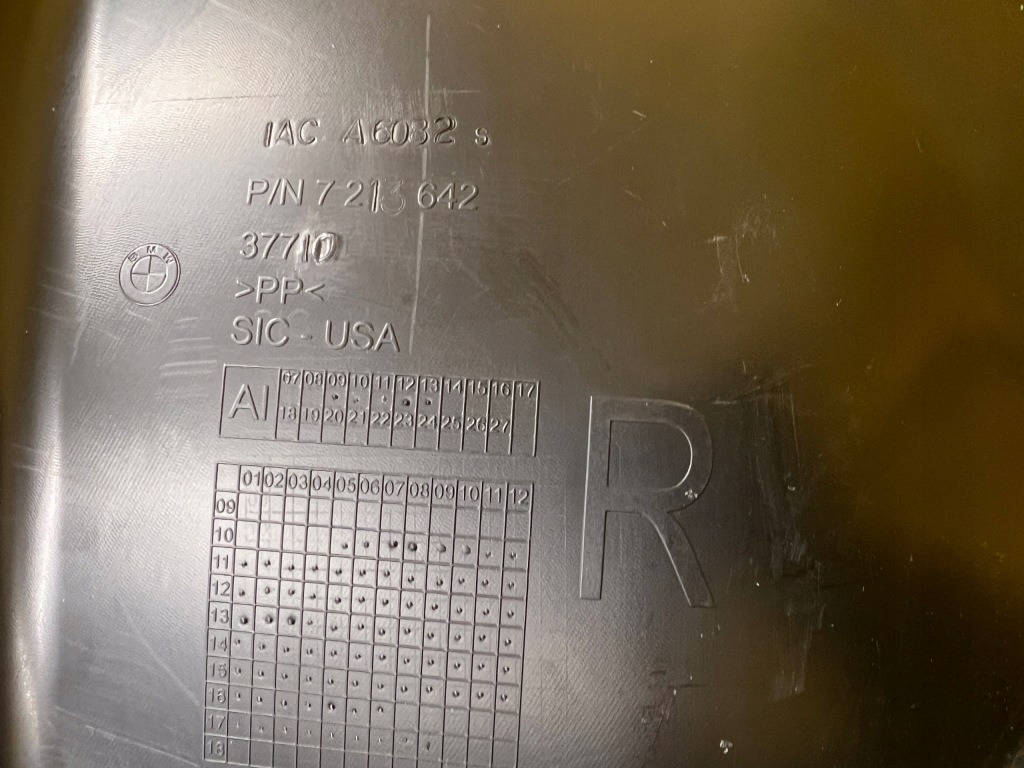 IAC A6032 s
P/N 7 213 642
37710
BMW
>PP<
SIC - USA
AI
67 08 09 10 11 12 13 14 15 16 17
18 19 20 21 22 23 24 25 26 27
01 02 03 04 05 06 07 08 09 10 11 12
09
10
11
12
13
14
15
16
17
18
R